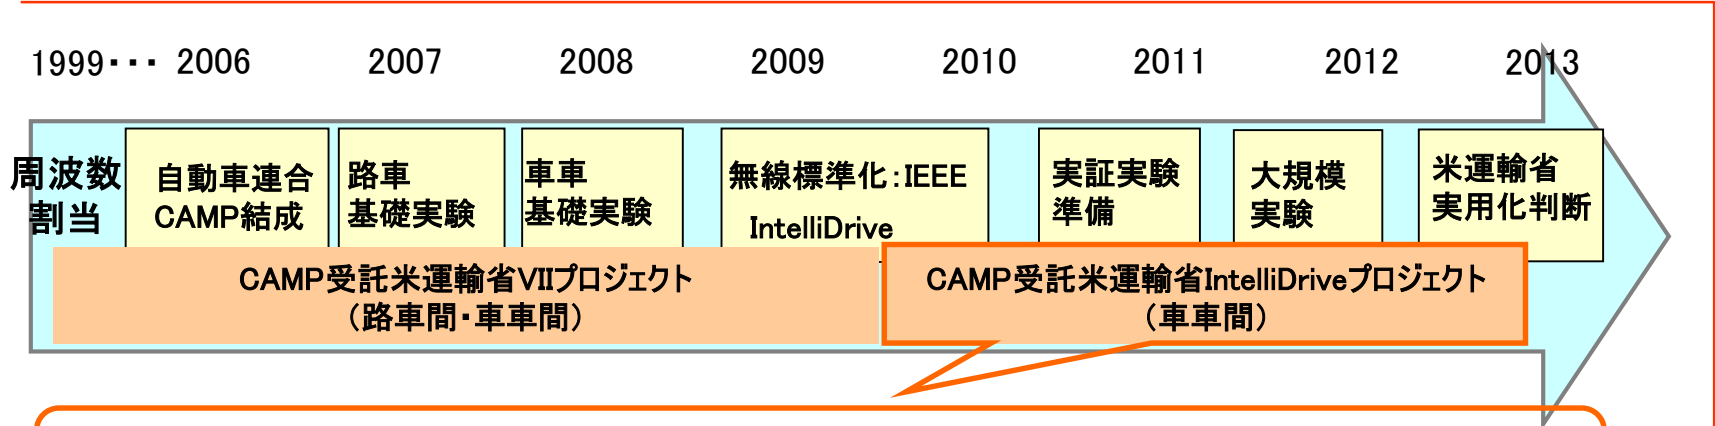 1999・・・ 2006 2007 2008 2009 2010 2011 2012 2013
周波数
割当
自動車連合
CAMP結成
路車
基礎実験
車車
基礎実験
無線標準化：IEEE
IntelliDrive
実証実験
準備
大規模
実験
米運輸省
実用化判断
CAMP受託米運輸省VIIプロジェクト
（路車間・車車間）
CAMP受託米運輸省IntelliDriveプロジェクト
（車車間）